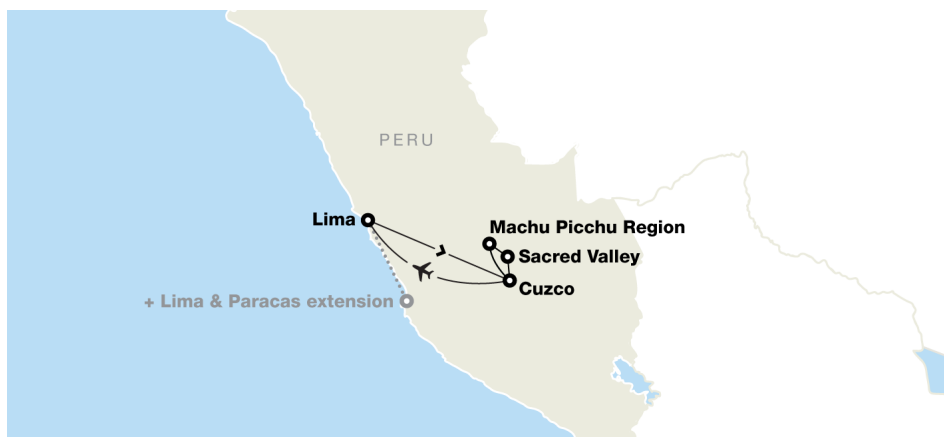 PERU
Lima
Machu Picchu Region
Sacred Valley
Cuzco
+ Lima & Paracas extension